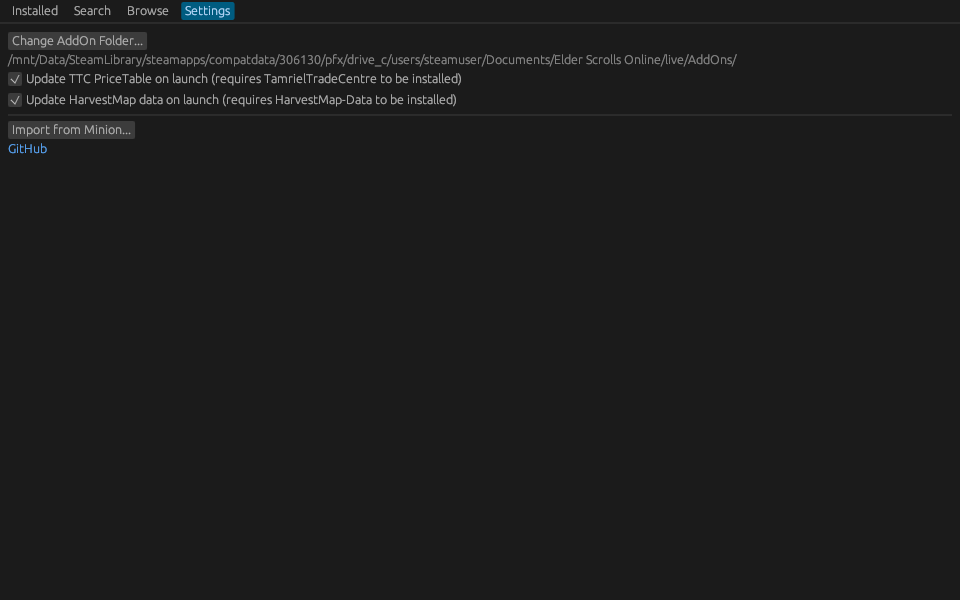 Installed Search Browse Settings
Change AddOn Folder...
/mnt/Data/SteamLibrary/steamapps/compatdata/306130/pfx/drive_c/users/steamuser/Documents/Elder Scrolls Online/live/AddOns/
Update TTC PriceTable on launch (requires TamrielTradeCentre to be installed)
Update HarvestMap data on launch (requires HarvestMap-Data to be installed)
Import from Minion...
GitHub